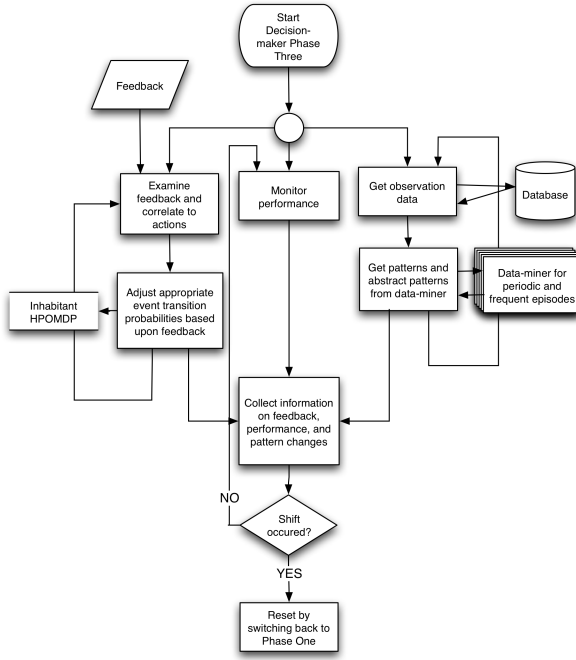 Start
Decision-
maker Phase
Three
Feedback
Examine
feedback and
correlate to
actions
Monitor
performance
Get observation
data
Database
Inhabitant
HPOMDP
Adjust appropriate
event transition
probabilities based
upon feedback
Get patterns and
abstract patterns
from data-miner
Data-miner for
periodic and
frequent episodes
Collect information
on feedback,
performance, and
pattern changes
NO
Shift
occured?
YES
Reset by
switching back to
Phase One